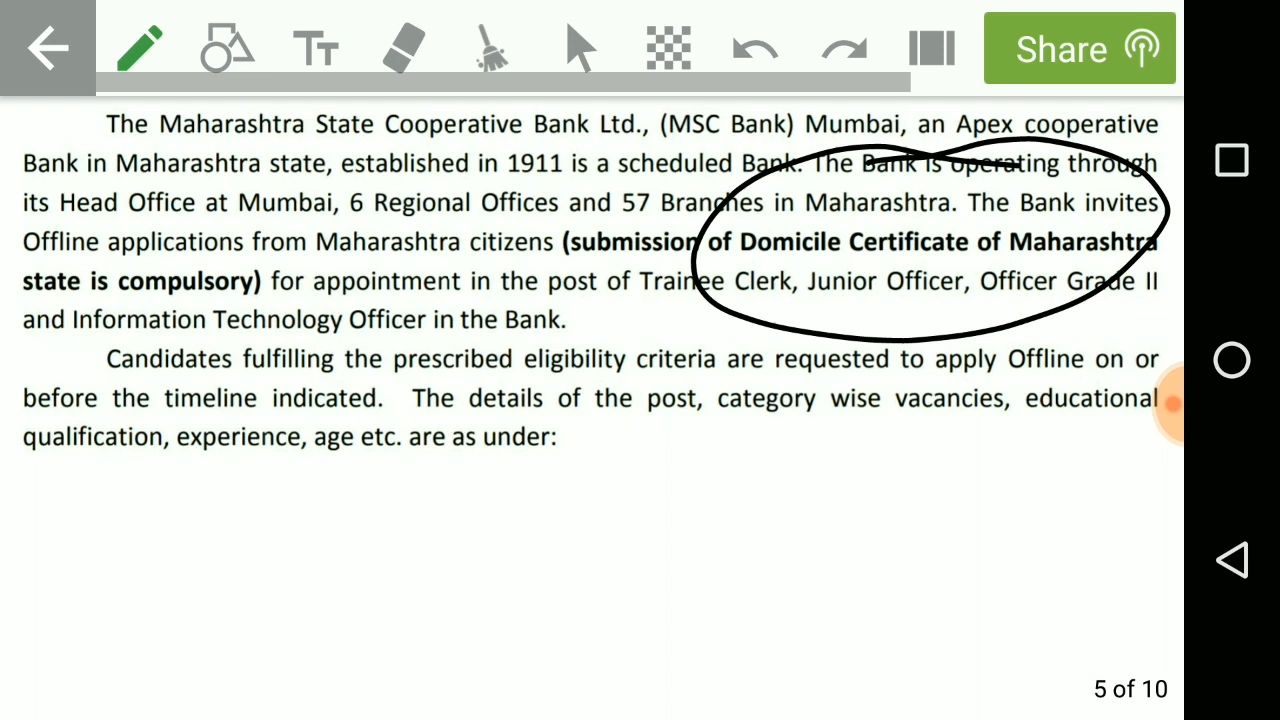 Share
The Maharashtra State Cooperative Bank Ltd., (MSC Bank) Mumbai, an Apex cooperative
Bank in Maharashtra state, established in 1911 is a scheduled Bank. The Bank is operating through
its Head Office at Mumbai, 6 Regional Offices and 57 Branches in Maharashtra. The Bank invites
Offline applications from Maharashtra citizens (submission of Domicile Certificate of Maharashtra
state is compulsory) for appointment in the post of Trainee Clerk, Junior Officer, Officer Grade II
and Information Technology Officer in the Bank.
Candidates fulfilling the prescribed eligibility criteria are requested to apply Offline on or
before the timeline indicated. The details of the post, category wise vacancies, educational
qualification, experience, age etc. are as under:
5 of 10